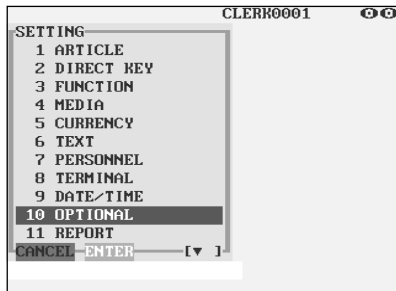 CLERK0001
SETTING
1 ARTICLE
2 DIRECT KEY
3 FUNCTION
4 MEDIA
5 CURRENCY
6 TEXT
7 PERSONNEL
8 TERMINAL
9 DATE/TIME
10 OPTIONAL
11 REPORT
CANCEL ENTER [▼ ]